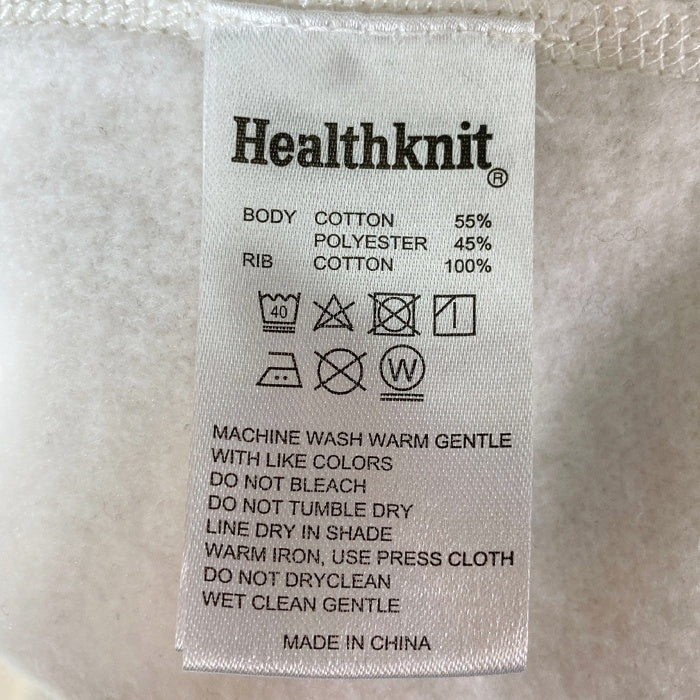 Healthknit®
BODY COTTON 55%
POLYESTER 45%
RIB COTTON 100%
40
W
MACHINE WASH WARM GENTLE
WITH LIKE COLORS
DO NOT BLEACH
DO NOT TUMBLE DRY
LINE DRY IN SHADE
WARM IRON, USE PRESS CLOTH
DO NOT DRYCLEAN
WET CLEAN GENTLE
MADE IN CHINA